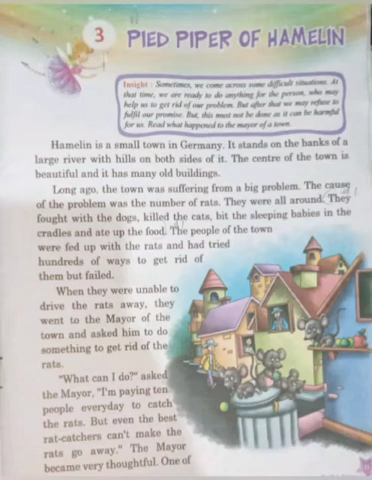 3
PIED PIPER OF HAMELIN
Insight : Sometimes, we come across some difficult situations. At
that time, we are ready to do anything for the person, who may
help us to get rid of our problem. But after that we may refuse to
fulfil our promise. But, this must not be done as it can be harmful
for us. Read what happened to the mayor of a town.
Hamelin is a small town in Germany. It stands on the banks of a
large river with hills on both sides of it. The centre of the town is
beautiful and it has many old buildings.
Long ago, the town was suffering from a big problem. The cause
of the problem was the number of rats. They were all around. They
fought with the dogs, killed the cats, bit the sleeping babies in the
cradles and ate up the food. The people of the town
were fed up with the rats and had tried
hundreds of ways to get rid of
them but failed.
When they were unable to
drive the rats away, they
went to the Mayor of the
town and asked him to do
something to get rid of the
rats.
"What can I do?" asked
the Mayor, "I'm paying ten
people everyday to catch
the rats. But even the best
rat-catchers can't make the
rats go away." The Mayor
became very thoughtful. One of